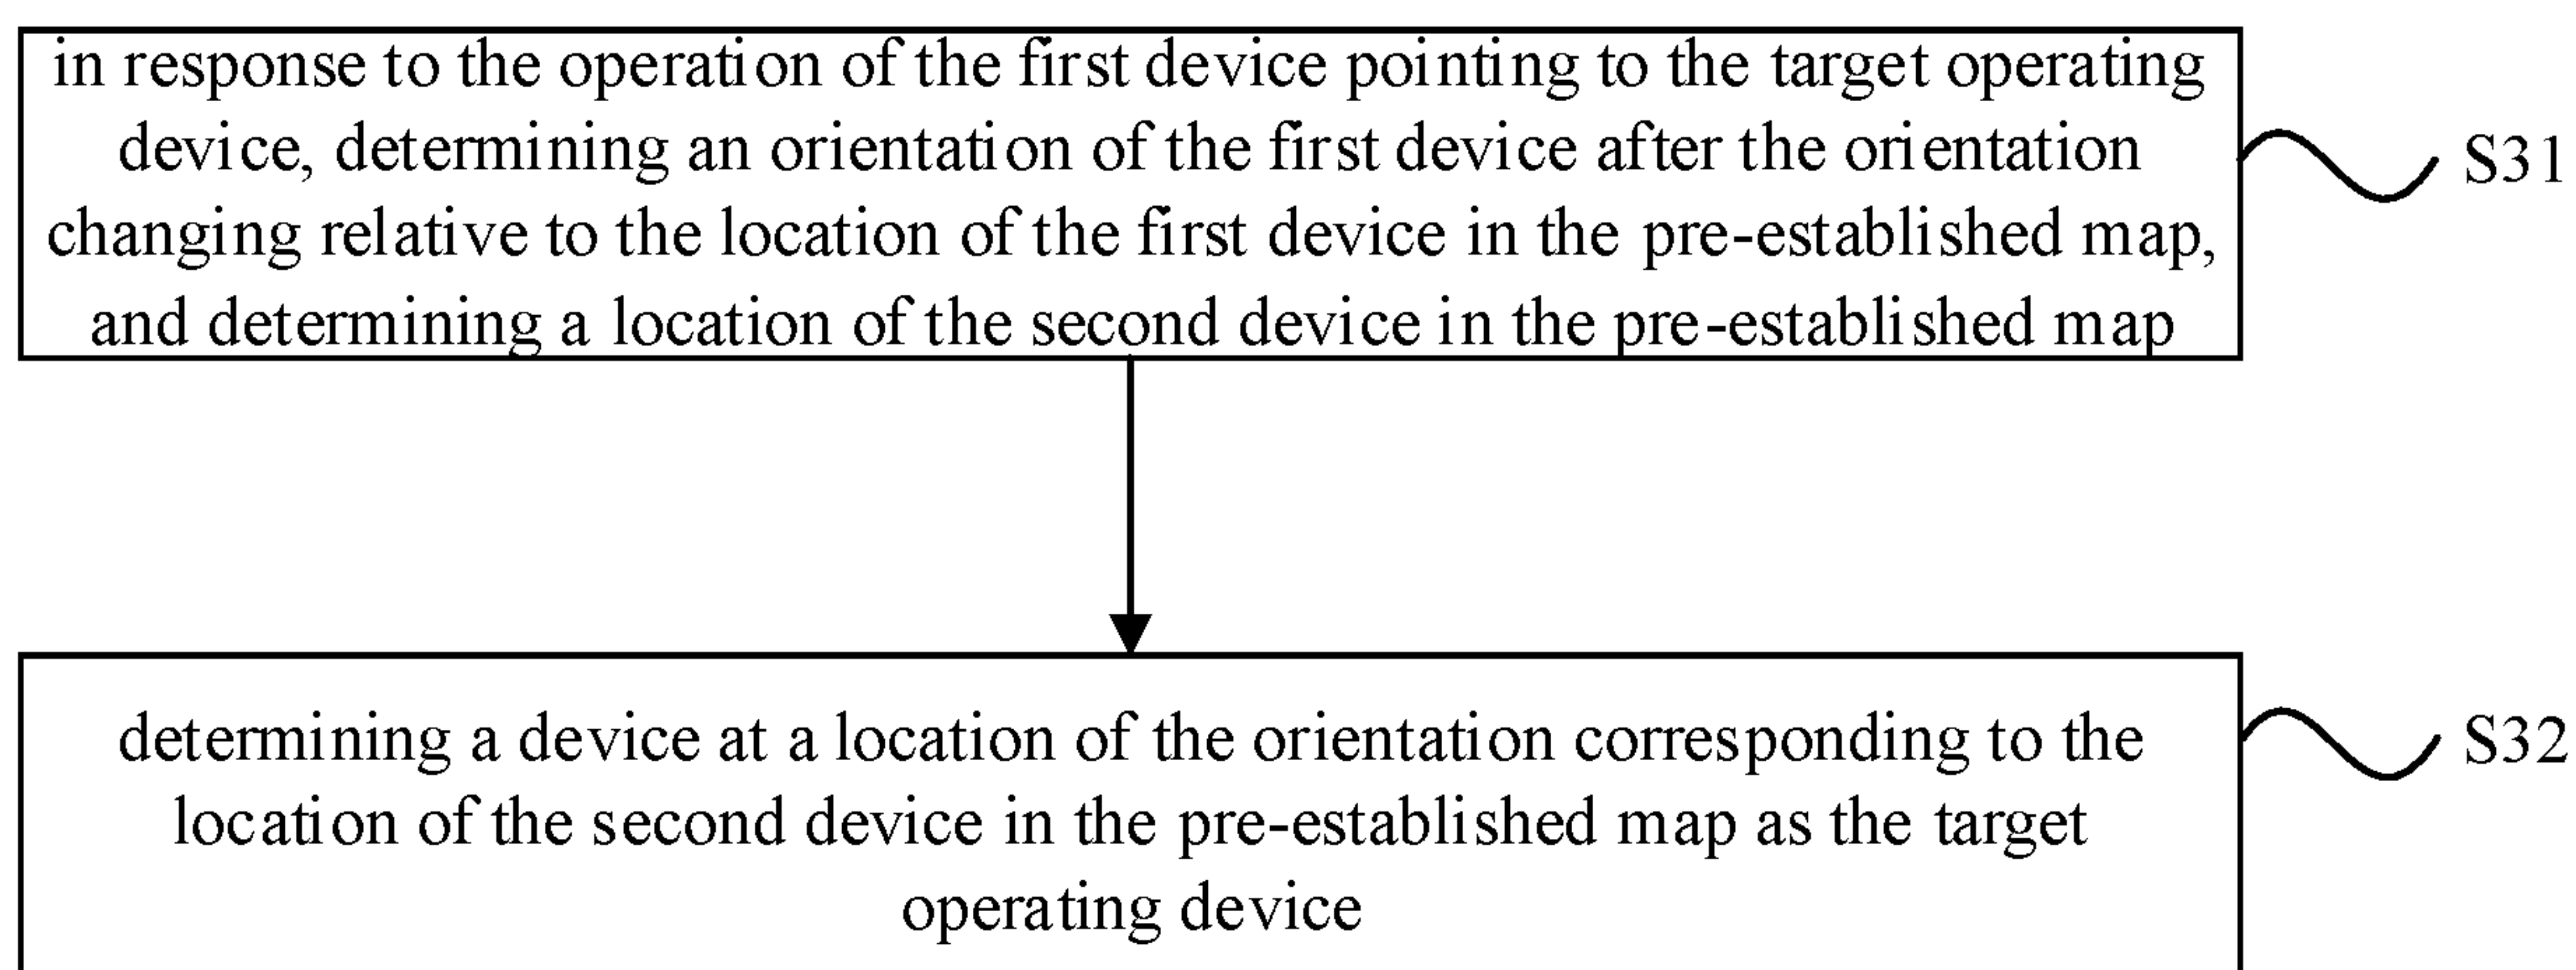 in response to the operation of the first device pointing to the target operating
device, determining an orientation of the first device after the orientation
changing relative to the location of the first device in the pre-established map,
and determining a location of the second device in the pre-established map
S31
determining a device at a location of the orientation corresponding to the
location of the second device in the pre-established map as the target
operating device
S32